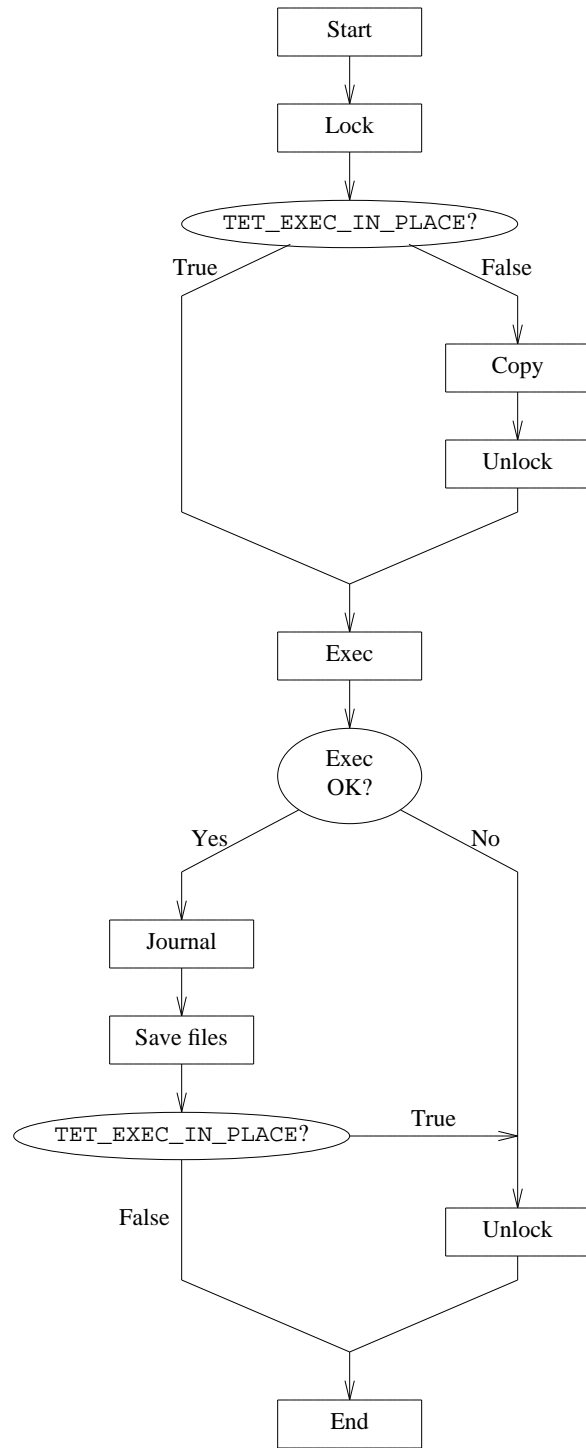 Start
Lock
TET_EXEC_IN_PLACE?
True
False
Copy
Unlock
Exec
Exec
OK?
Yes
No
Journal
Save files
TET_EXEC_IN_PLACE?
True
False
Unlock
End